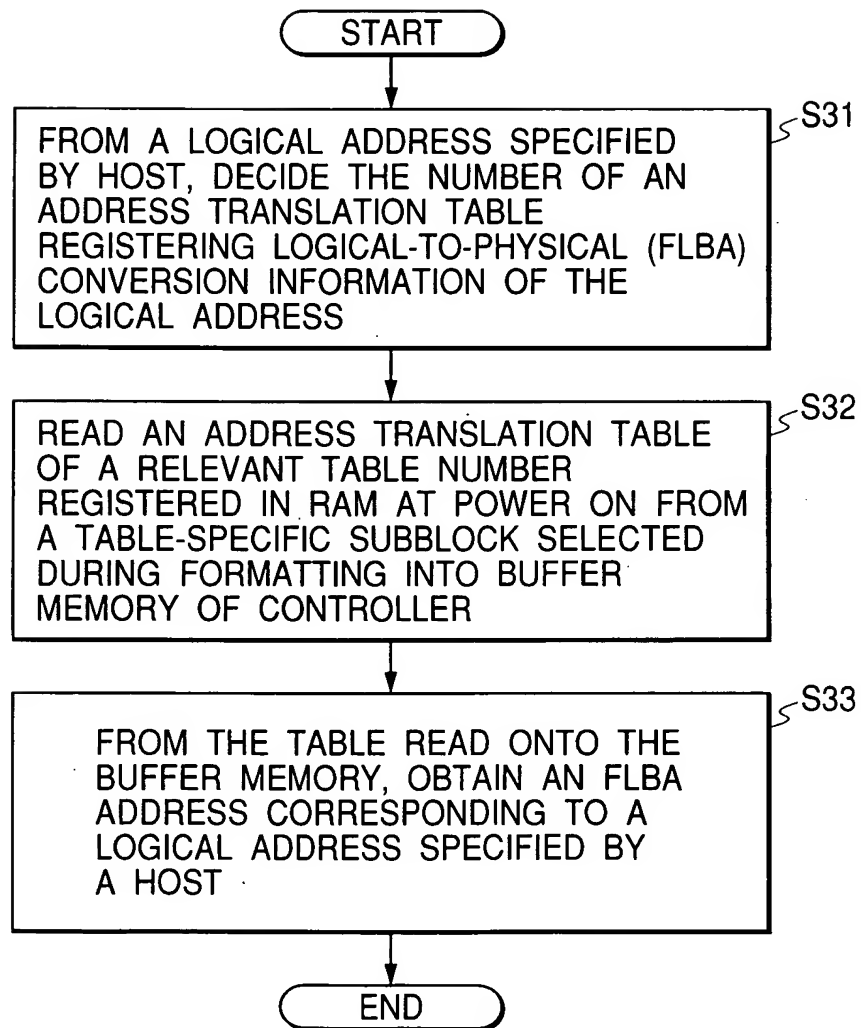 START
S31
FROM A LOGICAL ADDRESS SPECIFIED
BY HOST, DECIDE THE NUMBER OF AN
ADDRESS TRANSLATION TABLE
REGISTERING LOGICAL-TO-PHYSICAL (FLBA)
CONVERSION INFORMATION OF THE
LOGICAL ADDRESS
S32
READ AN ADDRESS TRANSLATION TABLE
OF A RELEVANT TABLE NUMBER
REGISTERED IN RAM AT POWER ON FROM
A TABLE-SPECIFIC SUBBLOCK SELECTED
DURING FORMATTING INTO BUFFER
MEMORY OF CONTROLLER
S33
FROM THE TABLE READ ONTO THE
BUFFER MEMORY, OBTAIN AN FLBA
ADDRESS CORRESPONDING TO A
LOGICAL ADDRESS SPECIFIED BY
A HOST
END